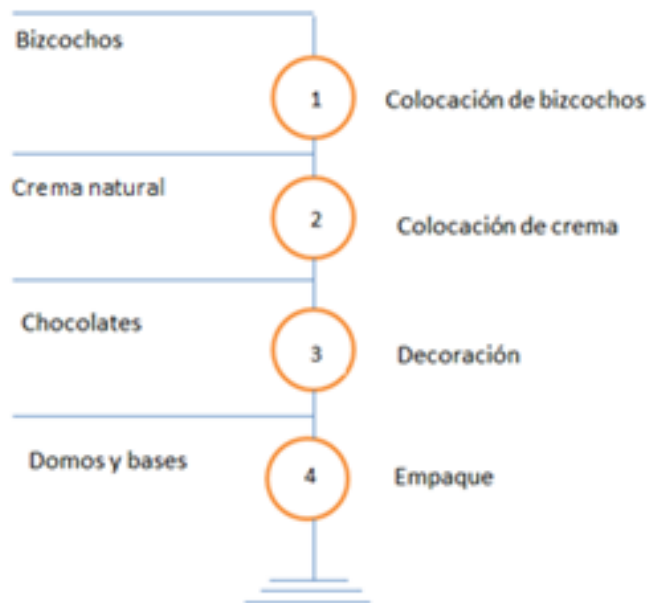 Bizcochos
1
Colocación de bizcochos
Crema natural
2
Colocación de crema
Chocolates
3
Decoración
Domos y bases
4
Empaque